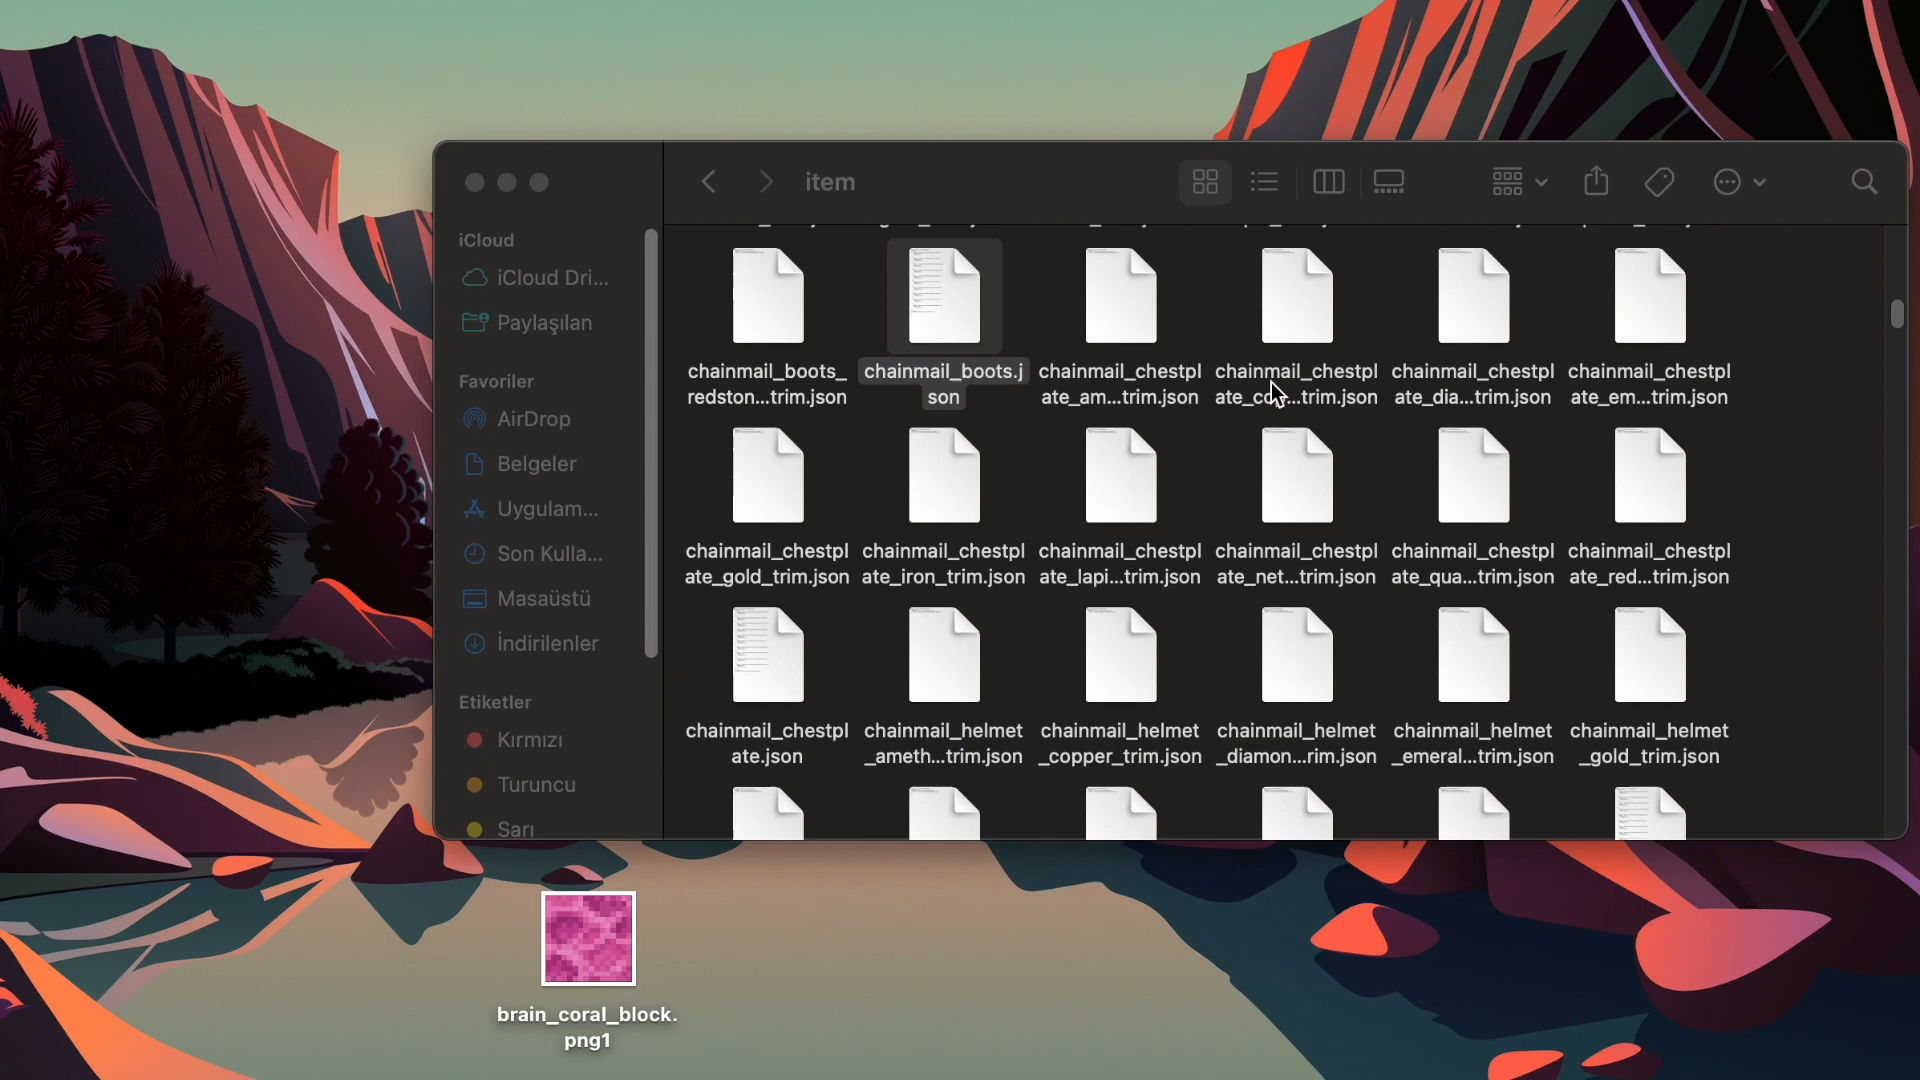 item
iCloud
iCloud Dri...
Paylaşılan
Favoriler
AirDrop
Belgeler
Uygulam...
Son Kulla...
Masaüstü
İndirilenler
Etiketler
Kırmızı
Turuncu
Sarı
chainmail_boots_
redston...trim.json
chainmail_boots.j
son
chainmail_chestpl
ate_am...trim.json
chainmail_chestpl
ate_co...trim.json
chainmail_chestpl
ate_dia...trim.json
chainmail_chestpl
ate_em...trim.json
chainmail_chestpl
ate_gold_trim.json
chainmail_chestpl
ate_iron_trim.json
chainmail_chestpl
ate_lapi...trim.json
chainmail_chestpl
ate_net...trim.json
chainmail_chestpl
ate_qua...trim.json
chainmail_chestpl
ate_red...trim.json
chainmail_chestpl
ate.json
chainmail_helmet
_ameth...trim.json
chainmail_helmet
_copper_trim.json
chainmail_helmet
_diamon...rim.json
chainmail_helmet
_emeral...trim.json
chainmail_helmet
_gold_trim.json
brain_coral_block.
png1